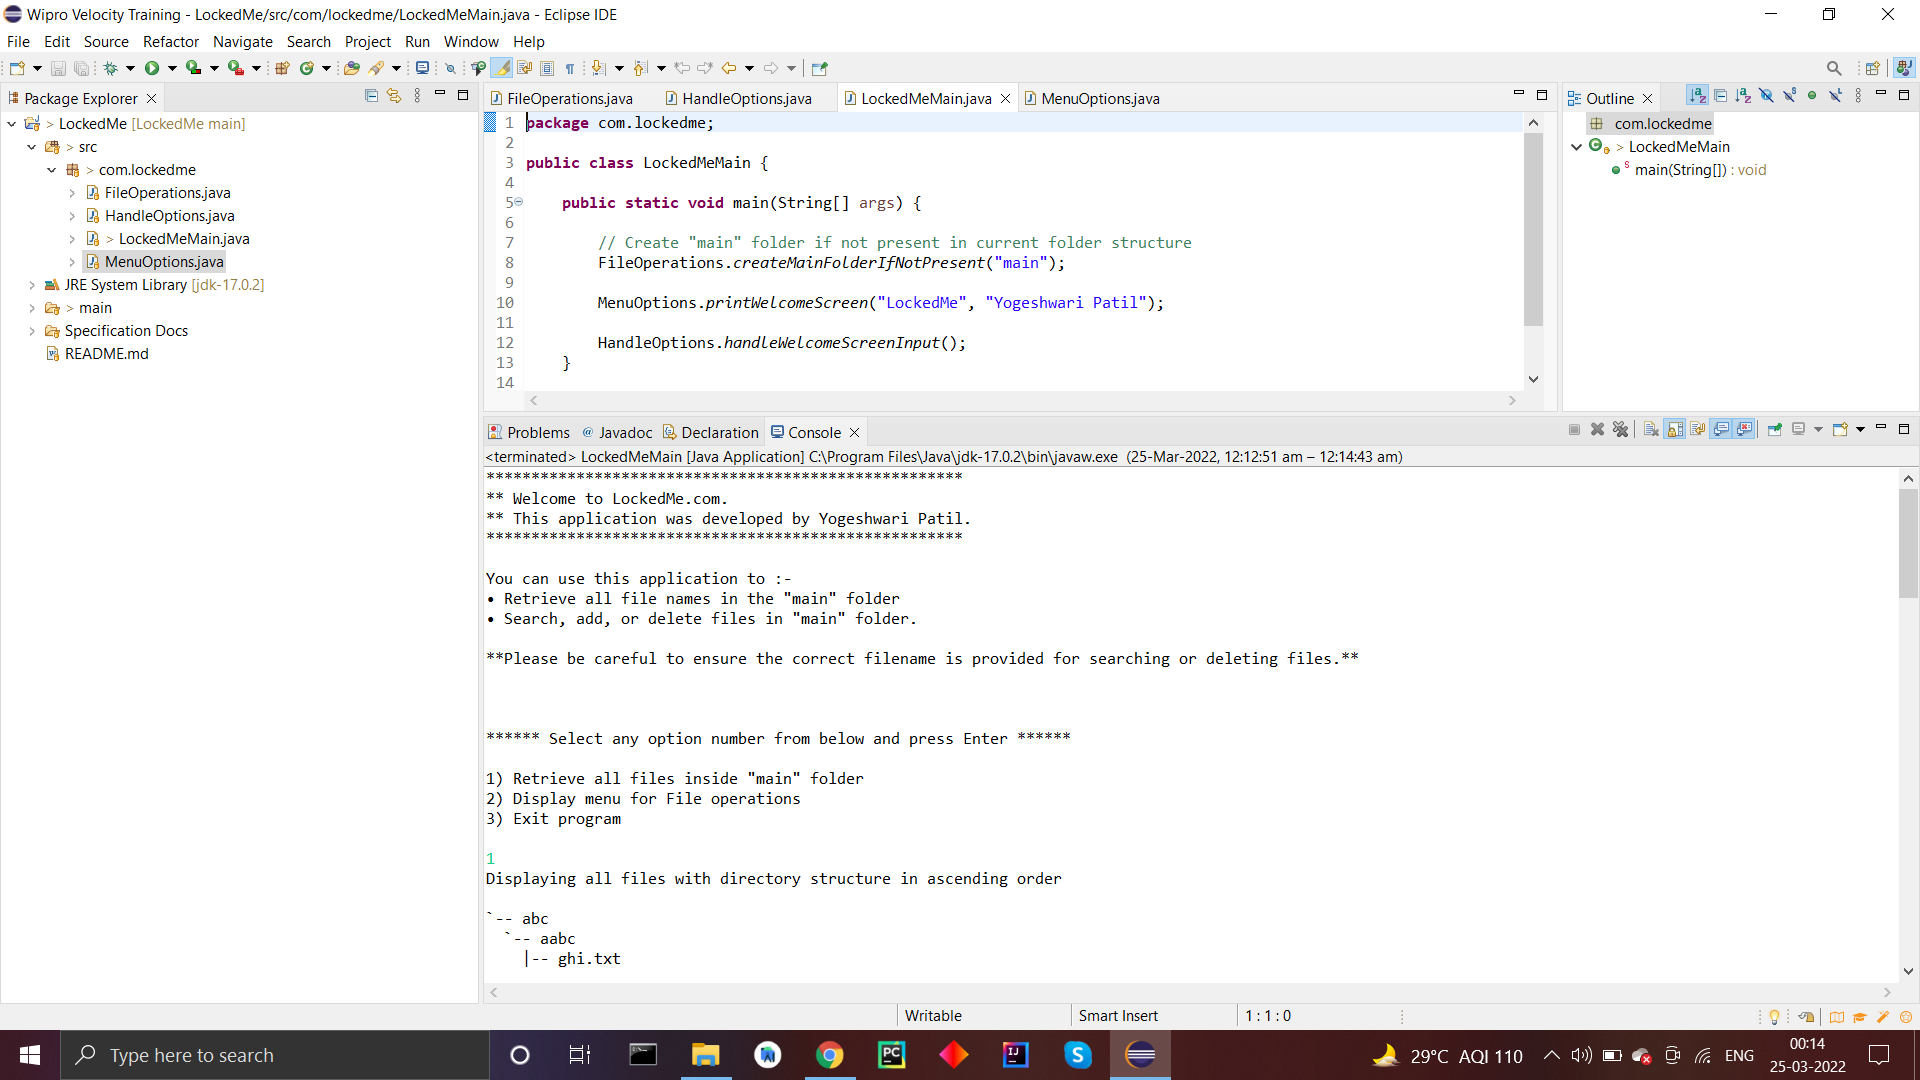 Wipro Velocity Training - LockedMe/src/com/lockedme/LockedMeMain.java - Eclipse IDE
File Edit Source Refactor Navigate Search Project Run Window Help
Package Explorer
> LockedMe [LockedMe main]
> src
> com.lockedme
FileOperations.java
HandleOptions.java
> LockedMeMain.java
MenuOptions.java
JRE System Library [jdk-17.0.2]
> main
Specification Docs
README.md
FileOperations.java HandleOptions.java LockedMeMain.java MenuOptions.java
1 package com.lockedme;
2
3 public class LockedMeMain {
4
5 public static void main(String[] args) {
6
7 // Create "main" folder if not present in current folder structure
8 FileOperations.createMainFolderIfNotPresent("main");
9
10 MenuOptions.printWelcomeScreen("LockedMe", "Yogeshwari Patil");
11
12 HandleOptions.handleWelcomeScreenInput();
13 }
14
Outline
com.lockedme
> LockedMeMain
main(String[]) : void
Problems @ Javadoc Declaration Console
<terminated> LockedMeMain [Java Application] C:\Program Files\Java\jdk-17.0.2\bin\javaw.exe (25-Mar-2022, 12:12:51 am – 12:14:43 am)
*****************************************************
** Welcome to LockedMe.com.
** This application was developed by Yogeshwari Patil.
*****************************************************
You can use this application to :-
• Retrieve all file names in the "main" folder
• Search, add, or delete files in "main" folder.
**Please be careful to ensure the correct filename is provided for searching or deleting files.**
****** Select any option number from below and press Enter ******
1) Retrieve all files inside "main" folder
2) Display menu for File operations
3) Exit program
1
Displaying all files with directory structure in ascending order
`-- abc
`-- aabc
|-- ghi.txt
Writable Smart Insert 1 : 1 : 0
Type here to search
29°C AQI 110 ENG
00:14
25-03-2022